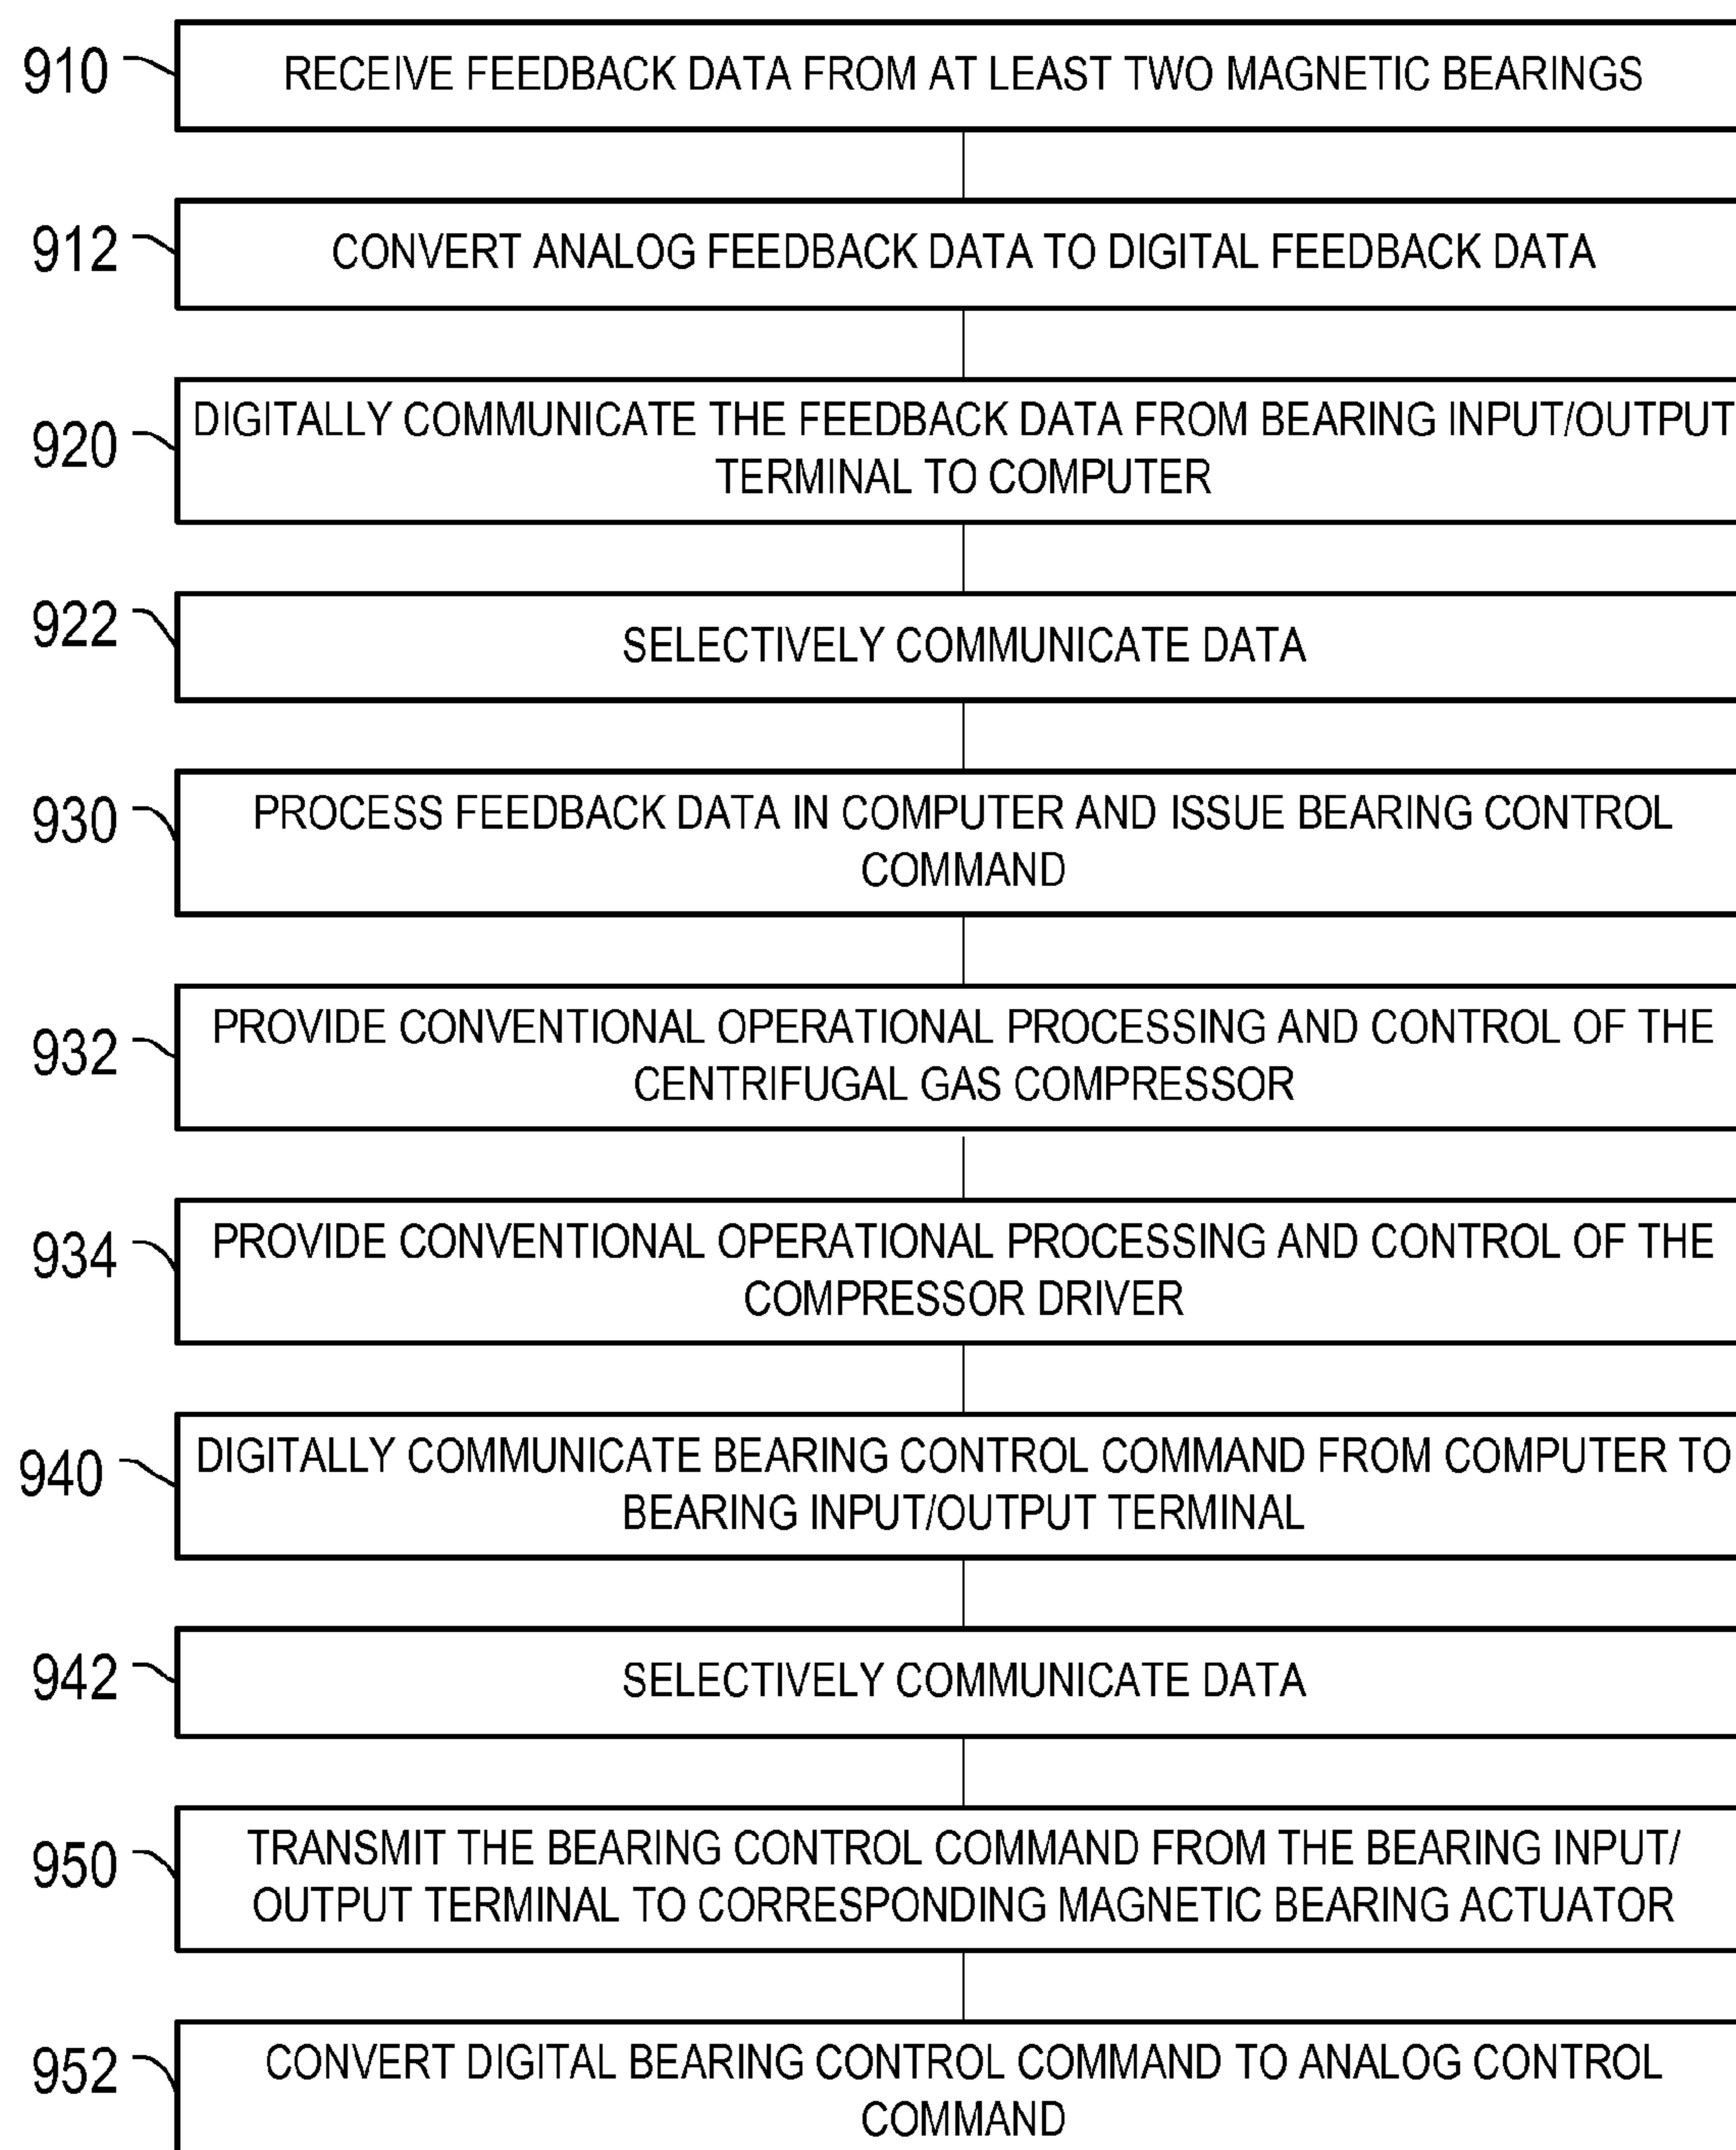 910 RECEIVE FEEDBACK DATA FROM AT LEAST TWO MAGNETIC BEARINGS
912 CONVERT ANALOG FEEDBACK DATA TO DIGITAL FEEDBACK DATA
920 DIGITALLY COMMUNICATE THE FEEDBACK DATA FROM BEARING INPUT/OUTPUT
TERMINAL TO COMPUTER
922 SELECTIVELY COMMUNICATE DATA
930 PROCESS FEEDBACK DATA IN COMPUTER AND ISSUE BEARING CONTROL
COMMAND
932 PROVIDE CONVENTIONAL OPERATIONAL PROCESSING AND CONTROL OF THE
CENTRIFUGAL GAS COMPRESSOR
934 PROVIDE CONVENTIONAL OPERATIONAL PROCESSING AND CONTROL OF THE
COMPRESSOR DRIVER
940 DIGITALLY COMMUNICATE BEARING CONTROL COMMAND FROM COMPUTER TO
BEARING INPUT/OUTPUT TERMINAL
942 SELECTIVELY COMMUNICATE DATA
950 TRANSMIT THE BEARING CONTROL COMMAND FROM THE BEARING INPUT/
OUTPUT TERMINAL TO CORRESPONDING MAGNETIC BEARING ACTUATOR
952 CONVERT DIGITAL BEARING CONTROL COMMAND TO ANALOG CONTROL
COMMAND